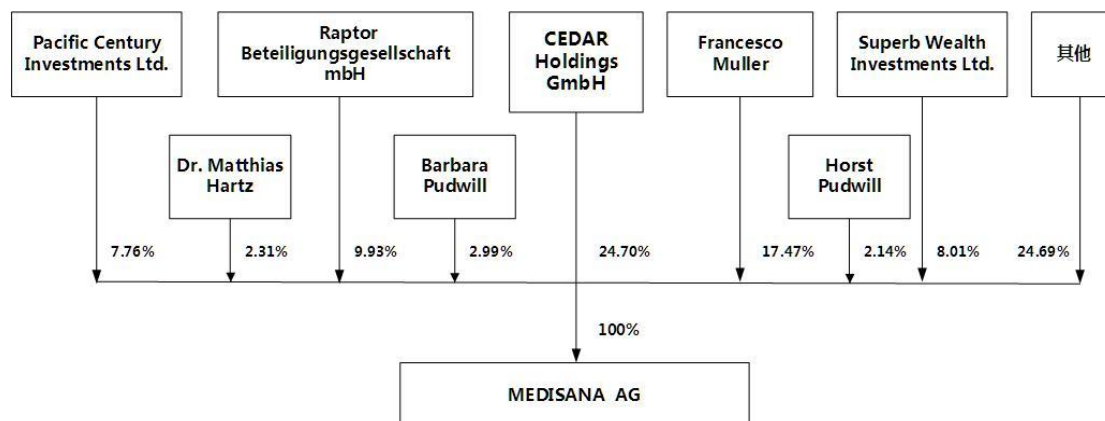 Pacific Century
Investments Ltd.
Raptor
Beteiligungsgesellschaft
mbH
CEDAR
Holdings
GmbH
Francesco
Muller
Superb Wealth
Investments Ltd.
其他
Dr. Matthias
Hartz
Barbara
Pudwill
Horst
Pudwill
7.76%
2.31%
9.93%
2.99%
24.70%
17.47%
2.14%
8.01%
24.69%
100%
MEDISANA AG